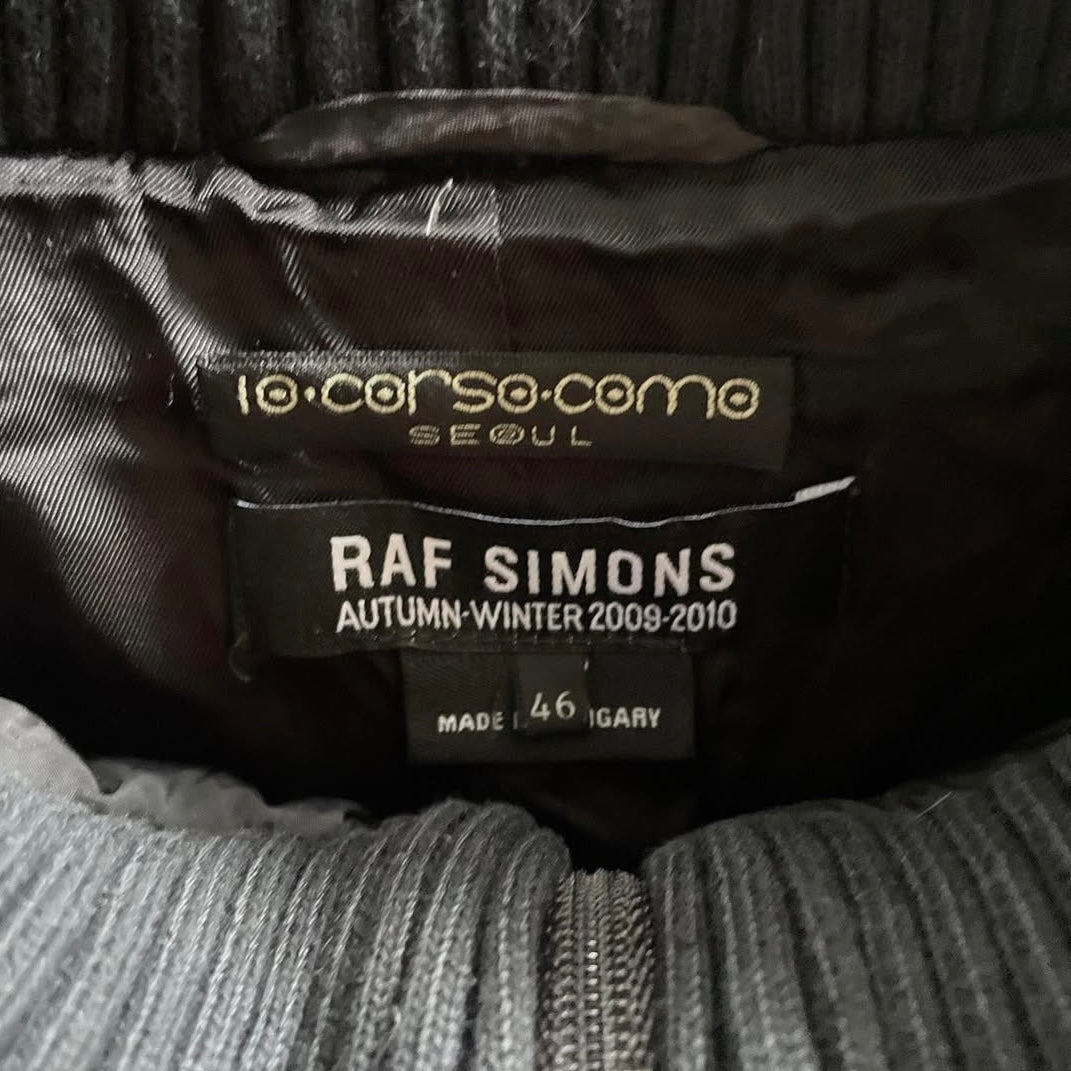 10·corso·como
SEOUL
RAF SIMONS
AUTUMN-WINTER 2009-2010
46
MADE